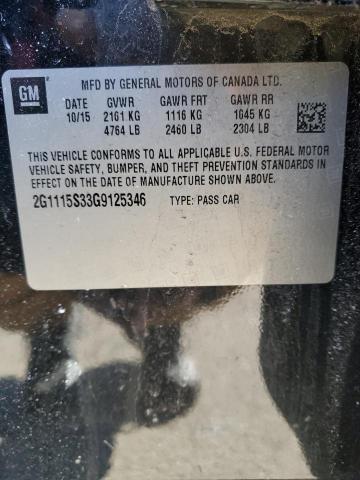 GM
MFD BY GENERAL MOTORS OF CANADA LTD.
DATE GVWR GAWR FRT GAWR RR
10/15 2161 KG 1116 KG 1045 KG
4764 LB 2460 LB 2304 LB
THIS VEHICLE CONFORMS TO ALL APPLICABLE U.S. FEDERAL MOTOR
VEHICLE SAFETY, BUMPER, AND THEFT PREVENTION STANDARDS IN
EFFECT ON THE DATE OF MANUFACTURE SHOWN ABOVE.
2G1115S33G9125346 TYPE: PASS CAR